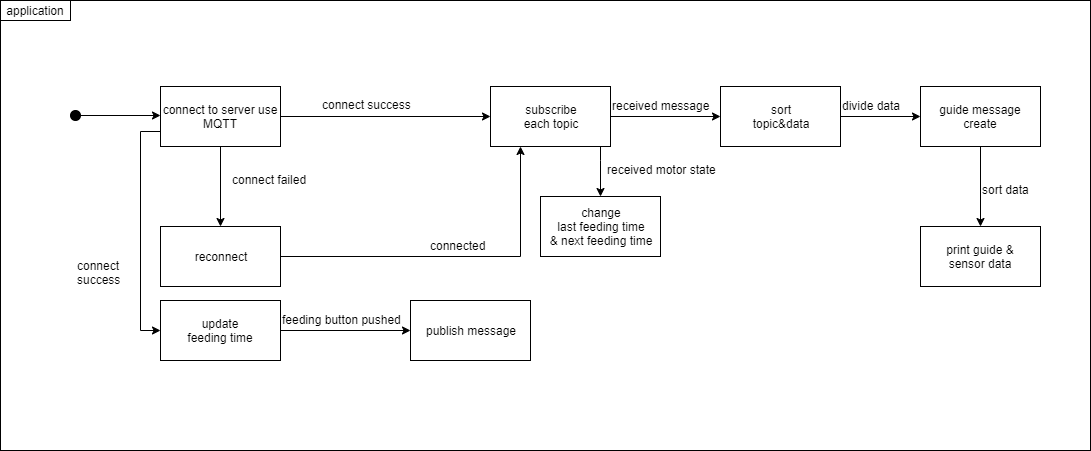 application
connect to server use
MQTT
connect success
subscribe
each topic
received message
sort
topic&data
divide data
guide message
create
connect failed
received motor state
sort data
change
last feeding time
& next feeding time
reconnect
connected
print guide &
sensor data
connect
success
update
feeding time
feeding button pushed
publish message